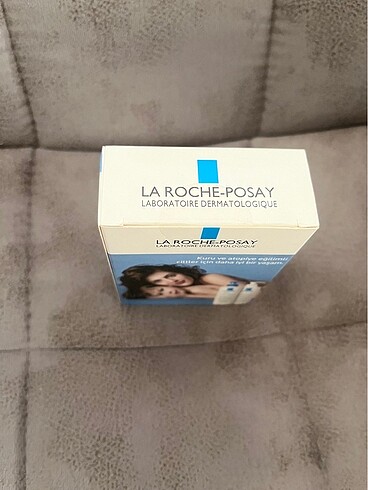 LA ROCHE-POSAY
LABORATOIRE DERMATOLOGIQUE
LA ROCHE-POSAY
LABORATOIRE DERMATOLOGIQUE
Kuru ve atopiye eğilimli
ciltler için daha iyi bir yaşam.